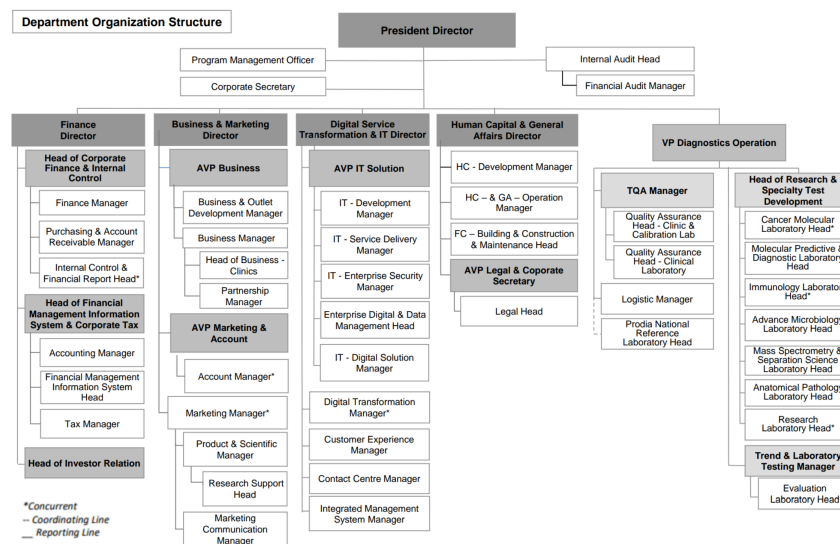 Department Organization Structure
President Director
Program Management Officer
Corporate Secretary
Internal Audit Head
Financial Audit Manager
Finance
Director
Head of Corporate
Finance & Internal
Control
Finance Manager
Purchasing & Account
Receivable Manager
Internal Control &
Financial Report Head*
Head of Financial
Management Information
System & Corporate Tax
Accounting Manager
Financial Management
Information System
Head
Tax Manager
Head of Investor Relation
Business & Marketing
Director
AVP Business
Business & Outlet
Development Manager
Business Manager
Head of Business -
Clinics
Partnership
Manager
AVP Marketing &
Account
Account Manager*
Marketing Manager*
Product & Scientific
Manager
Research Support
Head
Marketing
Communication
Manager
Digital Service
Transformation & IT Director
AVP IT Solution
IT - Development
Manager
IT - Service Delivery
Manager
IT - Enterprise Security
Manager
Enterprise Digital & Data
Management Head
IT - Digital Solution
Manager
Digital Transformation
Manager*
Customer Experience
Manager
Contact Centre Manager
Integrated Management
System Manager
Human Capital & General
Affairs Director
HC - Development Manager
HC – & GA – Operation
Manager
FC – Building & Construction
& Maintenance Head
AVP Legal & Coporate
Secretary
Legal Head
VP Diagnostics Operation
TQA Manager
Quality Assurance
Head - Clinic &
Calibration Lab
Quality Assurance
Head - Clinical
Laboratory
Logistic Manager
Prodia National
Reference
Laboratory Head
Head of Research &
Specialty Test
Development
Cancer Molecular
Laboratory Head*
Molecular Predictive &
Diagnostic Laboratory
Head
Immunology Laboratory
Head*
Advance Microbiology
Laboratory Head
Mass Spectrometry &
Separation Science
Laboratory Head
Anatomical Pathology
Laboratory Head
Research
Laboratory Head*
Trend & Laboratory
Testing Manager
Evaluation
Laboratory Head
*Concurrent
-- Coordinating Line
__ Reporting Line